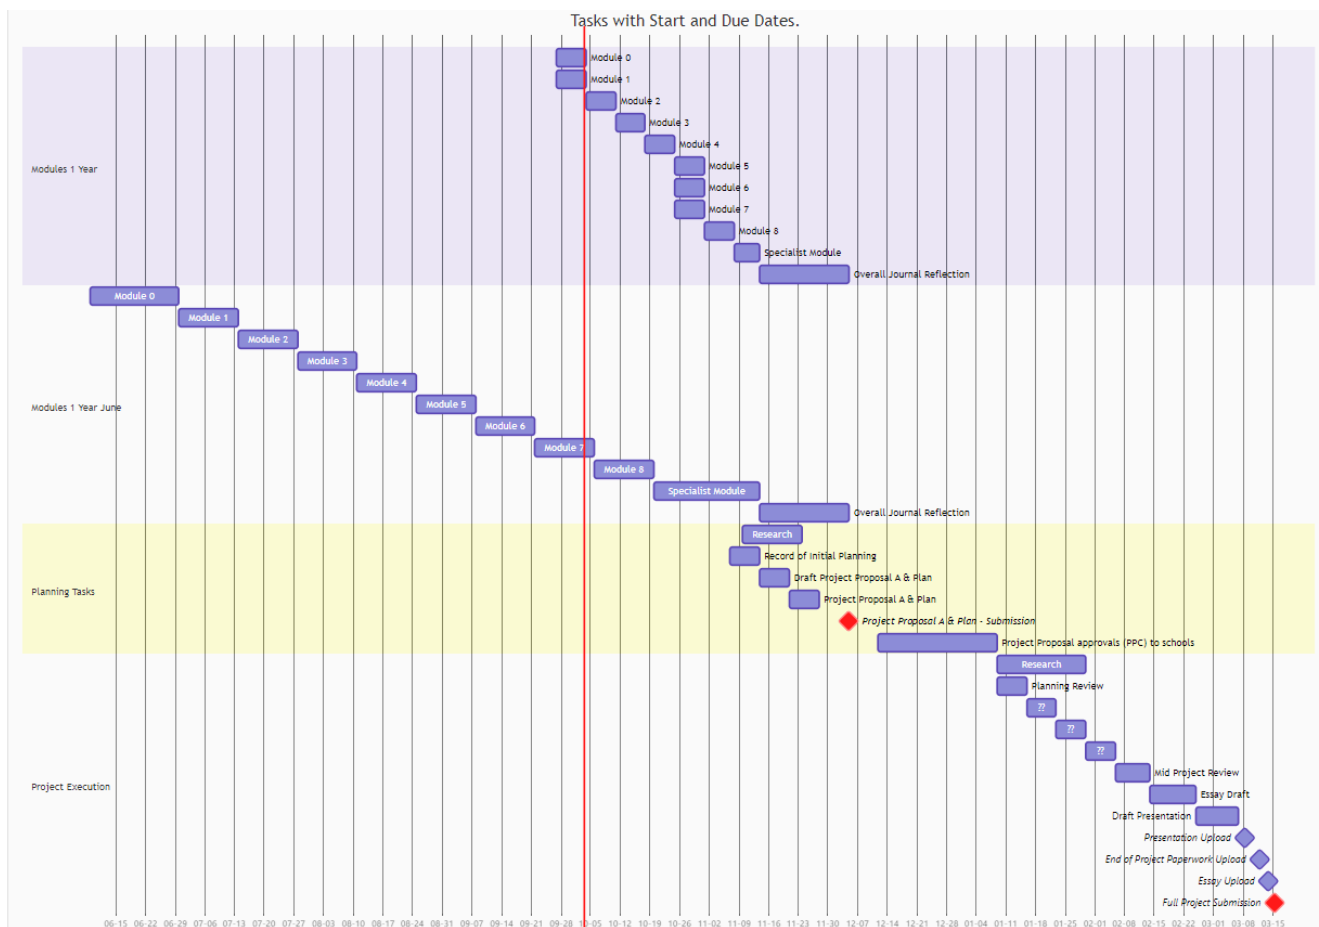 Tasks with Start and Due Dates.
Modules 1 Year
Module 0
Module 1
Module 2
Module 3
Module 4
Module 5
Module 6
Module 7
Module 8
Specialist Module
Overall Journal Reflection
Modules 1 Year June
Module 0
Module 1
Module 2
Module 3
Module 4
Module 5
Module 6
Module 7
Module 8
Specialist Module
Overall Journal Reflection
Planning Tasks
Research
Record of Initial Planning
Draft Project Proposal A & Plan
Project Proposal A & Plan
Project Proposal A & Plan - Submission
Project Proposal approvals (PPC) to schools
Project Execution
Research
Planning Review
??
??
??
Mid Project Review
Essay Draft
Draft Presentation
Presentation Upload
End of Project Paperwork Upload
Essay Upload
Full Project Submission
06-15 06-22 06-29 07-06 07-13 07-20 07-27 08-03 08-10 08-17 08-24 08-31 09-07 09-14 09-21 09-28 10-05 10-12 10-19 10-26 11-02 11-09 11-16 11-23 11-30 12-07 12-14 12-21 12-28 01-04 01-11 01-18 01-25 02-01 02-08 02-15 02-22 03-01 03-08 03-15